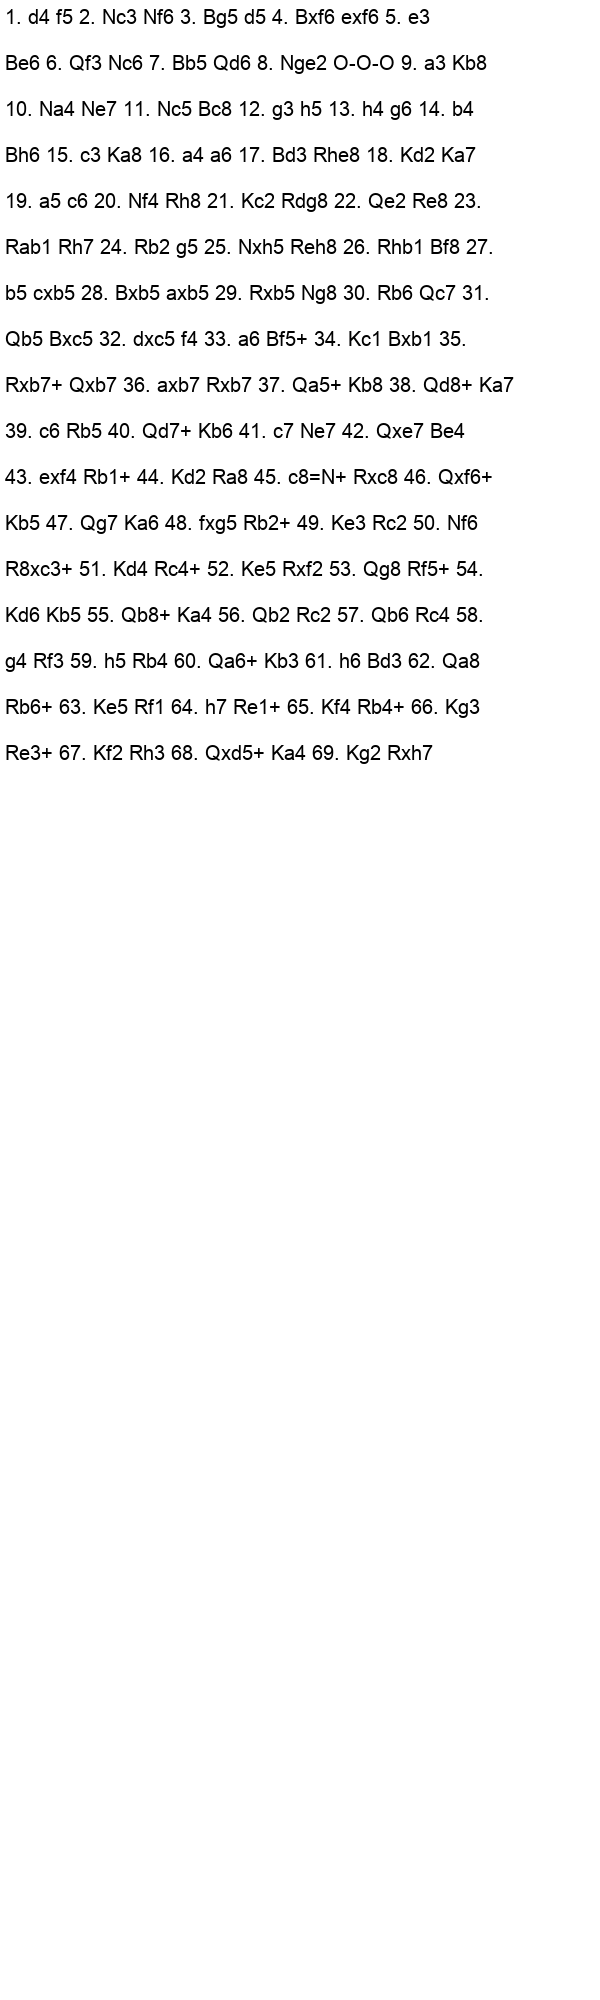 1. d4 f5 2. Nc3 Nf6 3. Bg5 d5 4. Bxf6 exf6 5. e3
Be6 6. Qf3 Nc6 7. Bb5 Qd6 8. Nge2 O-O-O 9. a3 Kb8
10. Na4 Ne7 11. Nc5 Bc8 12. g3 h5 13. h4 g6 14. b4
Bh6 15. c3 Ka8 16. a4 a6 17. Bd3 Rhe8 18. Kd2 Ka7
19. a5 c6 20. Nf4 Rh8 21. Kc2 Rdg8 22. Qe2 Re8 23.
Rab1 Rh7 24. Rb2 g5 25. Nxh5 Reh8 26. Rhb1 Bf8 27.
b5 cxb5 28. Bxb5 axb5 29. Rxb5 Ng8 30. Rb6 Qc7 31.
Qb5 Bxc5 32. dxc5 f4 33. a6 Bf5+ 34. Kc1 Bxb1 35.
Rxb7+ Qxb7 36. axb7 Rxb7 37. Qa5+ Kb8 38. Qd8+ Ka7
39. c6 Rb5 40. Qd7+ Kb6 41. c7 Ne7 42. Qxe7 Be4
43. exf4 Rb1+ 44. Kd2 Ra8 45. c8=N+ Rxc8 46. Qxf6+
Kb5 47. Qg7 Ka6 48. fxg5 Rb2+ 49. Ke3 Rc2 50. Nf6
R8xc3+ 51. Kd4 Rc4+ 52. Ke5 Rxf2 53. Qg8 Rf5+ 54.
Kd6 Kb5 55. Qb8+ Ka4 56. Qb2 Rc2 57. Qb6 Rc4 58.
g4 Rf3 59. h5 Rb4 60. Qa6+ Kb3 61. h6 Bd3 62. Qa8
Rb6+ 63. Ke5 Rf1 64. h7 Re1+ 65. Kf4 Rb4+ 66. Kg3
Re3+ 67. Kf2 Rh3 68. Qxd5+ Ka4 69. Kg2 Rxh7